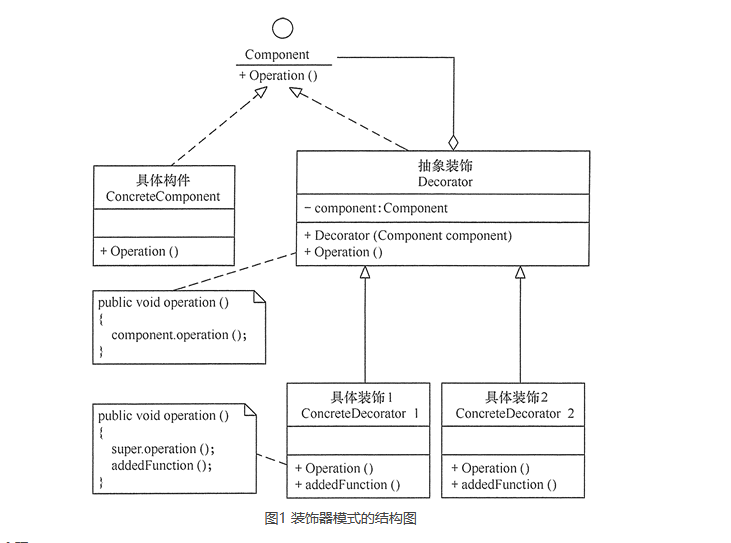 Component
+ Operation ()
具体构件
ConcreteComponent
+ Operation ()
抽象装饰
Decorator
− component:Component
+ Decorator (Component component)
+ Operation ()
public void operation ()
{
component.operation ();
}
具体装饰1
ConcreteDecorator 1
+ Operation ()
+ addedFunction ()
具体装饰2
ConcreteDecorator 2
+ Operation ()
+ addedFunction ()
public void operation ()
{
super.operation ();
addedFunction ();
}
图1 装饰器模式的结构图